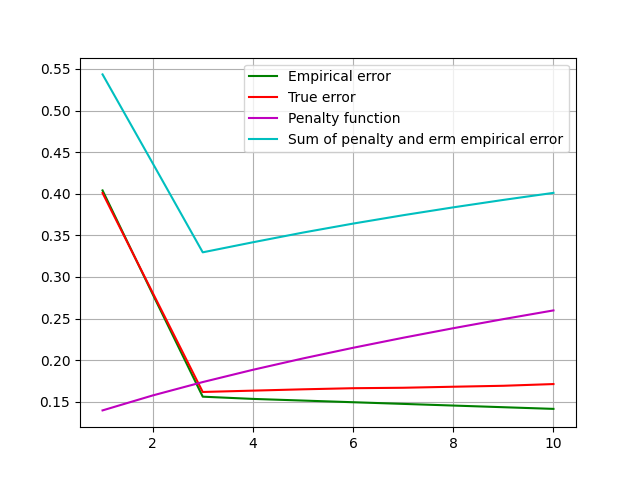 0.55
0.50
0.45
0.40
0.35
0.30
0.25
0.20
0.15
2 4 6 8 10
Empirical error
True error
Penalty function
Sum of penalty and erm empirical error